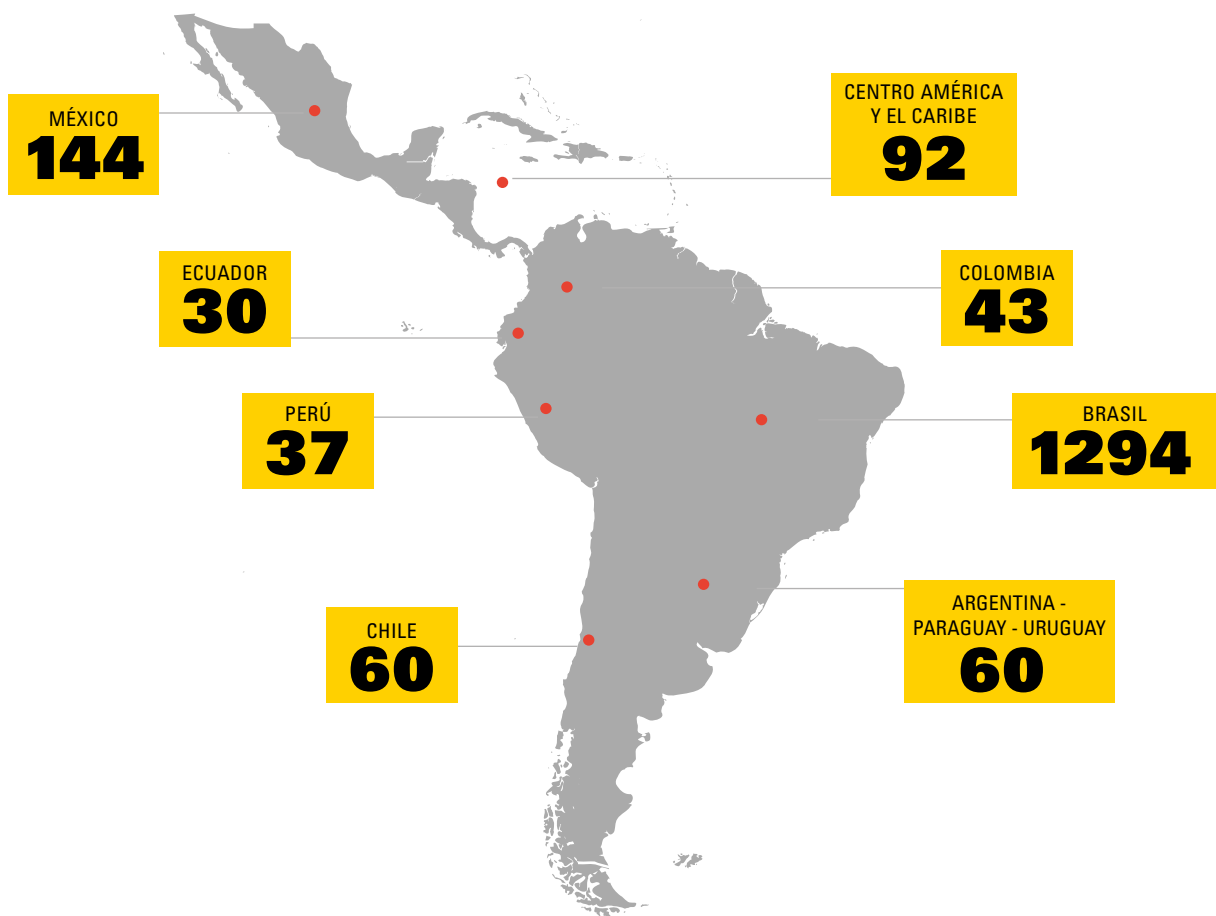 MÉXICO
144
CENTRO AMÉRICA
Y EL CARIBE
92
ECUADOR
30
COLOMBIA
43
PERÚ
37
BRASIL
1294
CHILE
60
ARGENTINA -
PARAGUAY - URUGUAY
60